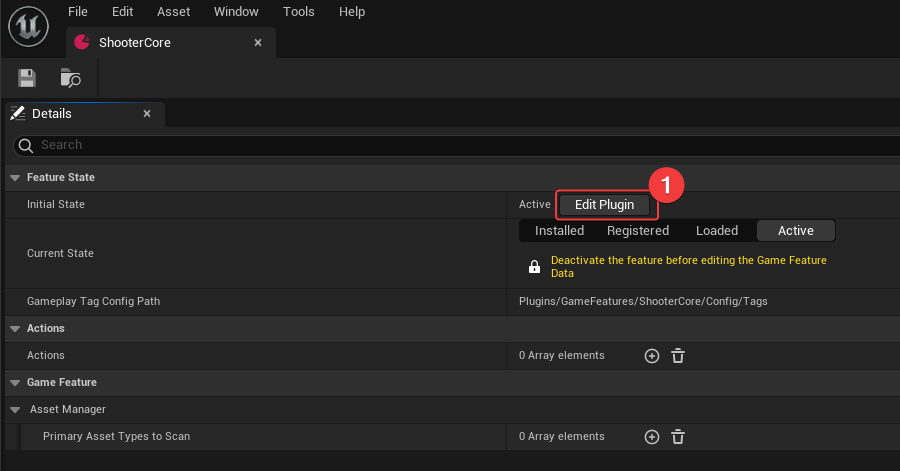 File Edit Asset Window Tools Help
ShooterCore
Details
Search
Feature State
1
Initial State Active Edit Plugin
Installed Registered Loaded Active
Current State
Deactivate the feature before editing the Game Feature
Data
Gameplay Tag Config Path Plugins/GameFeatures/ShooterCore/Config/Tags
Actions
Actions 0 Array elements
Game Feature
Asset Manager
Primary Asset Types to Scan 0 Array elements